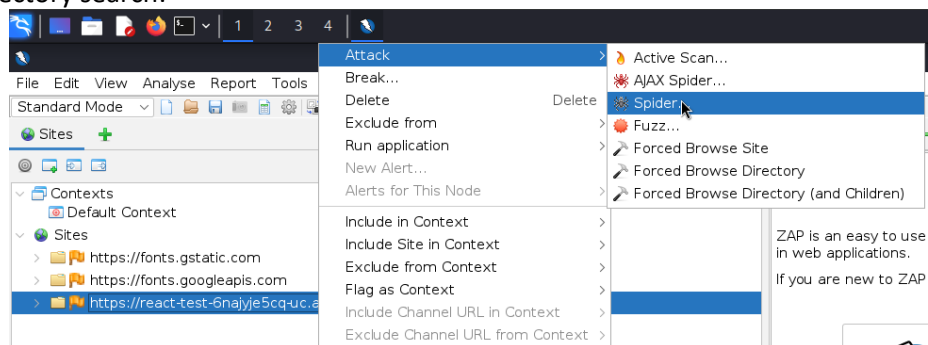 ectory search.
1 2 3 4
File Edit View Analyse Report Tools
Standard Mode
Sites
Contexts
Default Context
Sites
https://fonts.gstatic.com
https://fonts.googleapis.com
https://react-test-6najyje5cq-uc.a
Attack
Break...
Delete Delete
Exclude from
Run application
New Alert...
Alerts for This Node
Include in Context
Include Site in Context
Exclude from Context
Flag as Context
Include Channel URL in Context
Exclude Channel URL from Context
Active Scan...
AJAX Spider...
Spider...
Fuzz...
Forced Browse Site
Forced Browse Directory
Forced Browse Directory (and Children)
ZAP is an easy to use
in web applications.
If you are new to ZAP